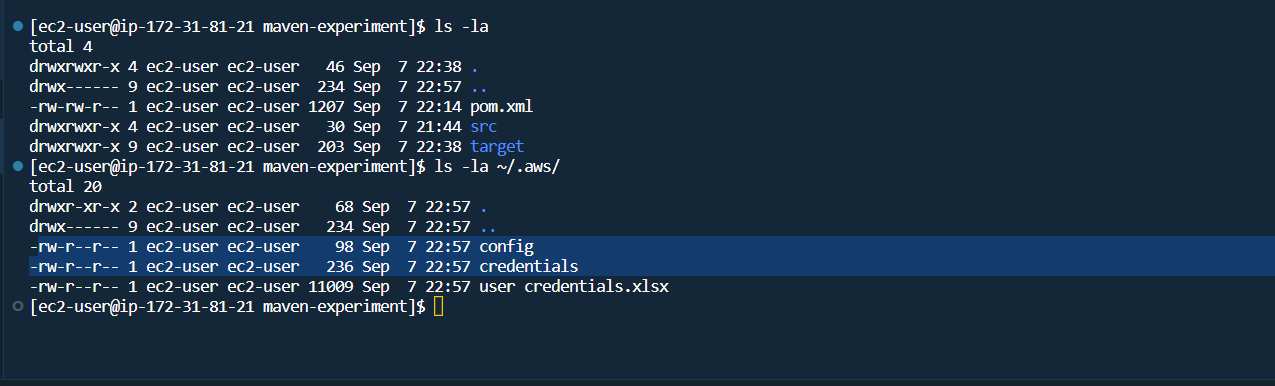 [ec2-user@ip-172-31-81-21 maven-experiment]$ ls -la
total 4
drwxrwxr-x 4 ec2-user ec2-user   46 Sep  7 22:38 .
drwx------ 9 ec2-user ec2-user  234 Sep  7 22:57 ..
-rw-rw-r-- 1 ec2-user ec2-user 1207 Sep  7 22:14 pom.xml
drwxrwxr-x 4 ec2-user ec2-user   30 Sep  7 21:44 src
drwxrwxr-x 9 ec2-user ec2-user  203 Sep  7 22:38 target
[ec2-user@ip-172-31-81-21 maven-experiment]$ ls -la ~/.aws/
total 20
drwxr-xr-x 2 ec2-user ec2-user    68 Sep  7 22:57 .
drwx------ 9 ec2-user ec2-user   234 Sep  7 22:57 ..
-rw-r--r-- 1 ec2-user ec2-user    98 Sep  7 22:57 config
-rw-r--r-- 1 ec2-user ec2-user   236 Sep  7 22:57 credentials
-rw-r--r-- 1 ec2-user ec2-user 11009 Sep  7 22:57 user credentials.xlsx
[ec2-user@ip-172-31-81-21 maven-experiment]$